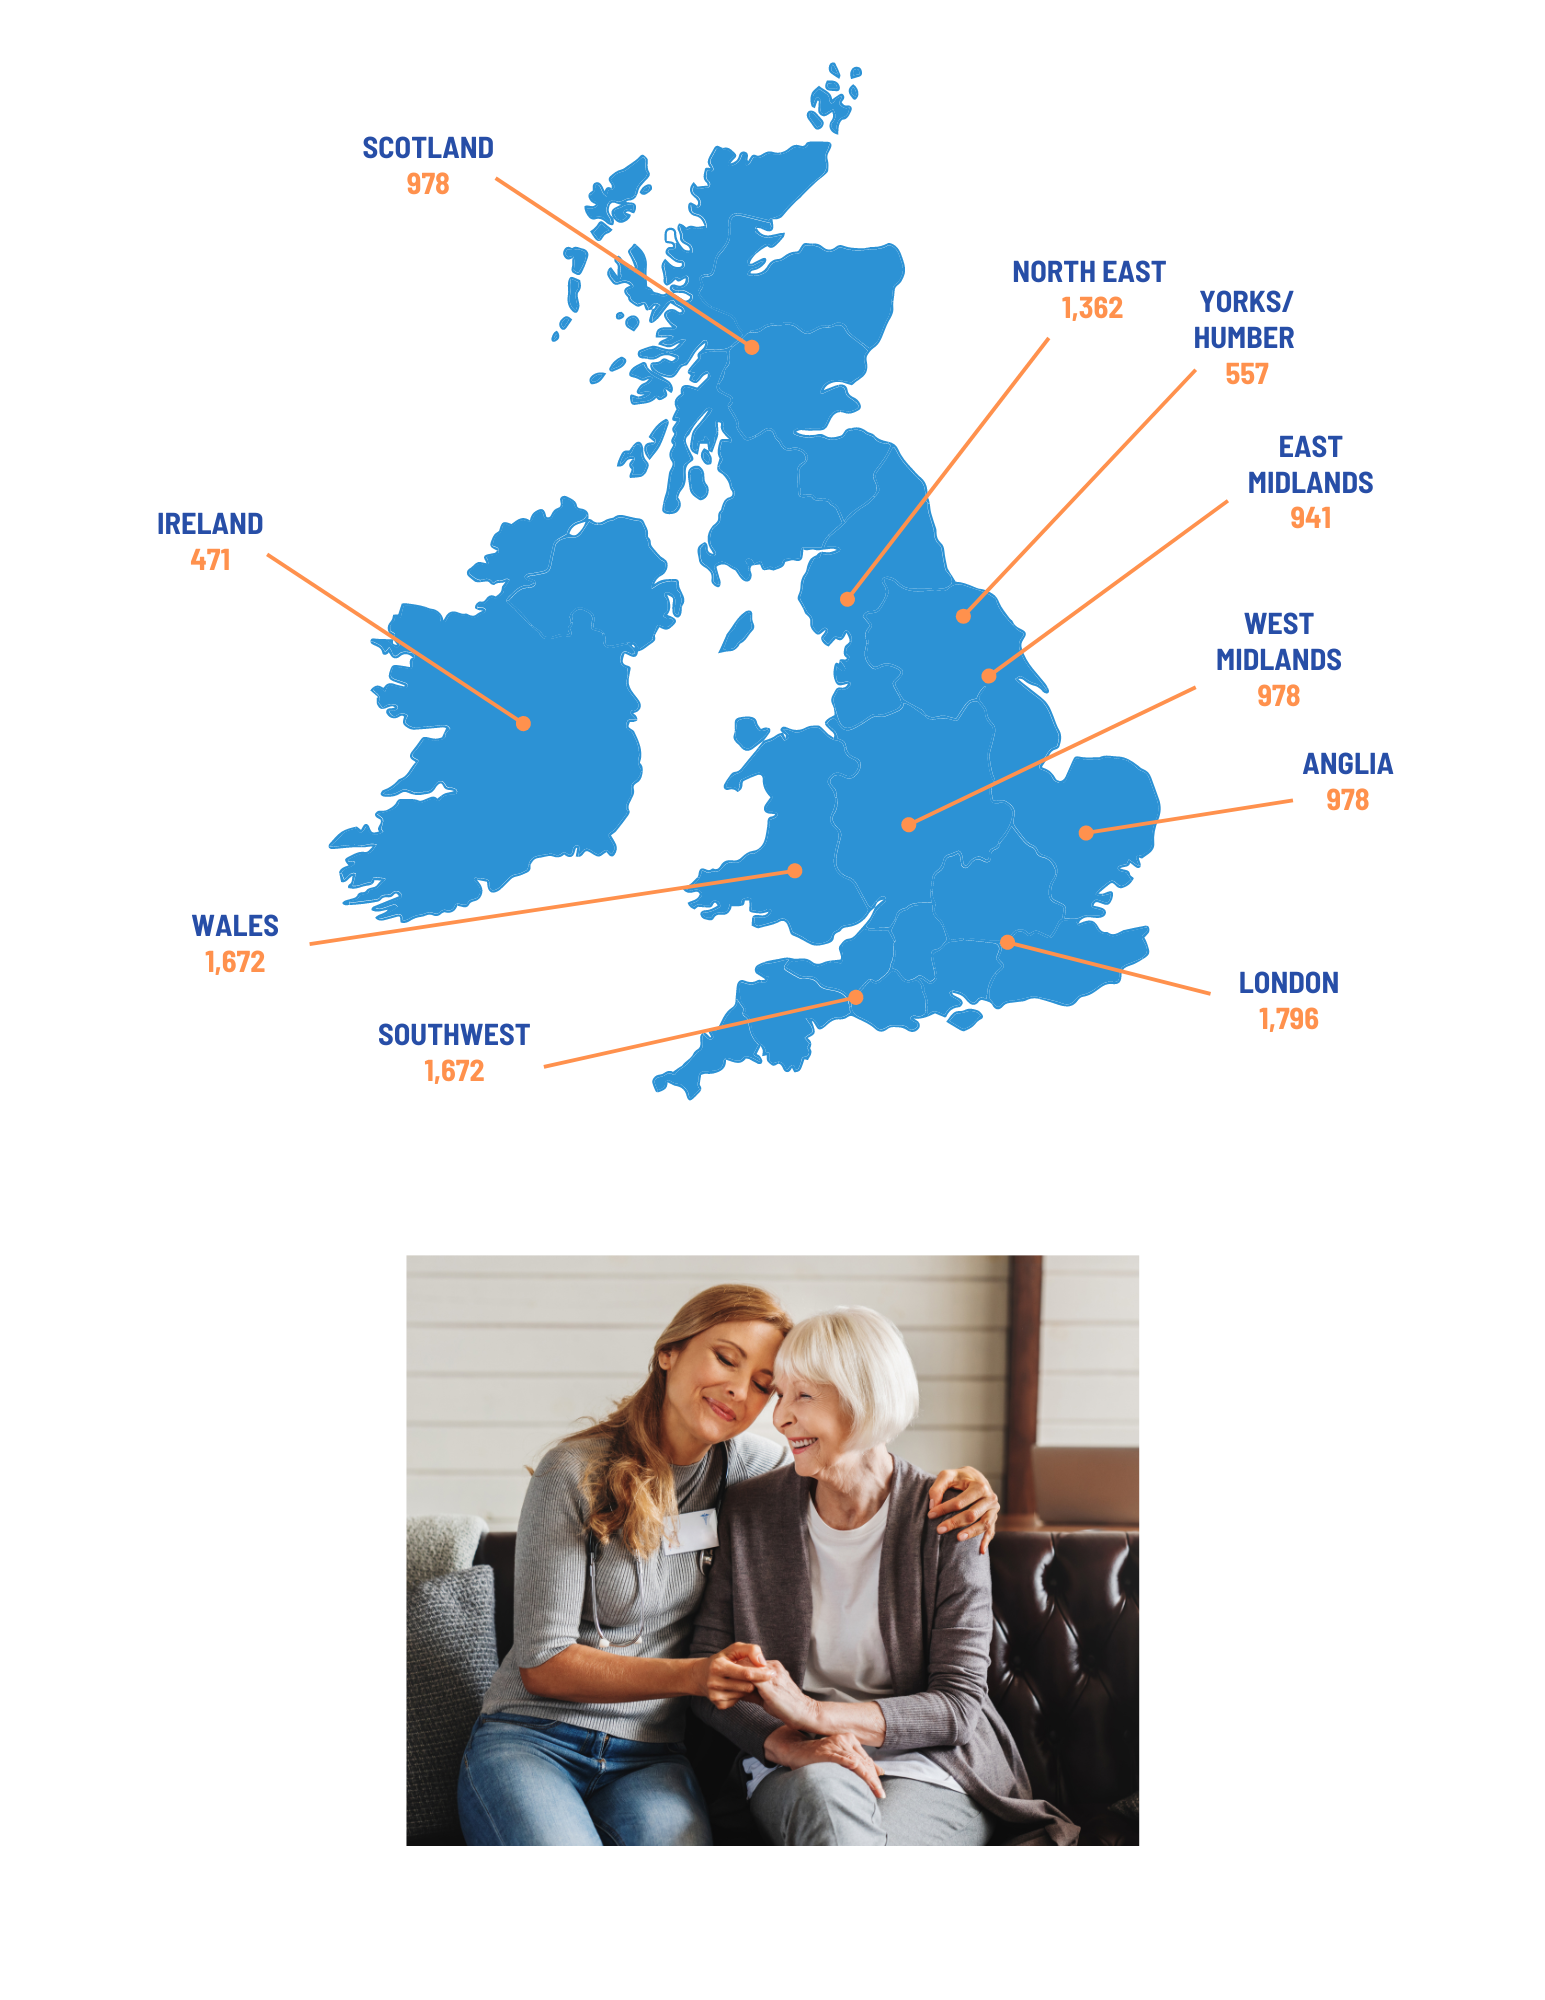 SCOTLAND
978
NORTH EAST
1,362
YORKS/
HUMBER
557
EAST
MIDLANDS
941
IRELAND
471
WEST
MIDLANDS
978
ANGLIA
978
WALES
1,672
LONDON
1,796
SOUTHWEST
1,672